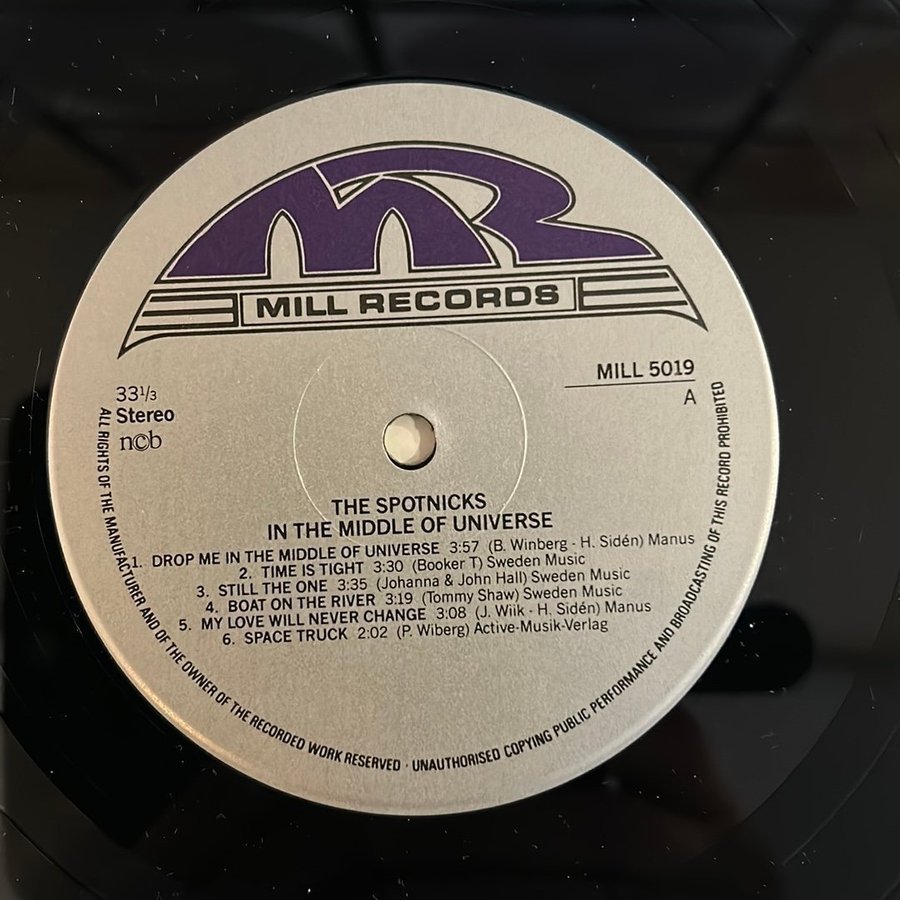 MR
MILL RECORDS
MILL 5019
A
33⅓
Stereo
n©b
THE SPOTNICKS
IN THE MIDDLE OF UNIVERSE
1. DROP ME IN THE MIDDLE OF UNIVERSE 3:57 (B. Winberg - H. Sidén) Manus
2. TIME IS TIGHT 3:30 (Booker T) Sweden Music
3. STILL THE ONE 3:35 (Johanna & John Hall) Sweden Music
4. BOAT ON THE RIVER 3:19 (Tommy Shaw) Sweden Music
5. MY LOVE WILL NEVER CHANGE 3:08 (J. Wiik - H. Sidén) Manus
6. SPACE TRUCK 2:02 (P. Wiberg) Active-Musik-Verlag
ALL RIGHTS OF THE MANUFACTURER AND OF THE OWNER OF THE RECORDED WORK RESERVED · UNAUTHORISED COPYING PUBLIC PERFORMANCE AND BROADCASTING OF THIS RECORD PROHIBITED